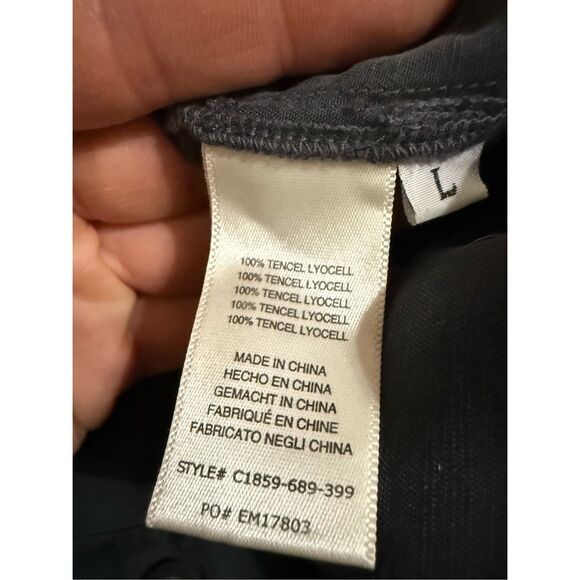 L
100% TENCEL LYOCELL
100% TENCEL LYOCELL
100% TENCEL LYOCELL
100% TENCEL LYOCELL
100% TENCEL LYOCELL
MADE IN CHINA
HECHO EN CHINA
GEMACHT IN CHINA
FABRIQUÉ EN CHINE
FABRICATO NEGLI CHINA
STYLE# C1859-689-399
PO# EM17803